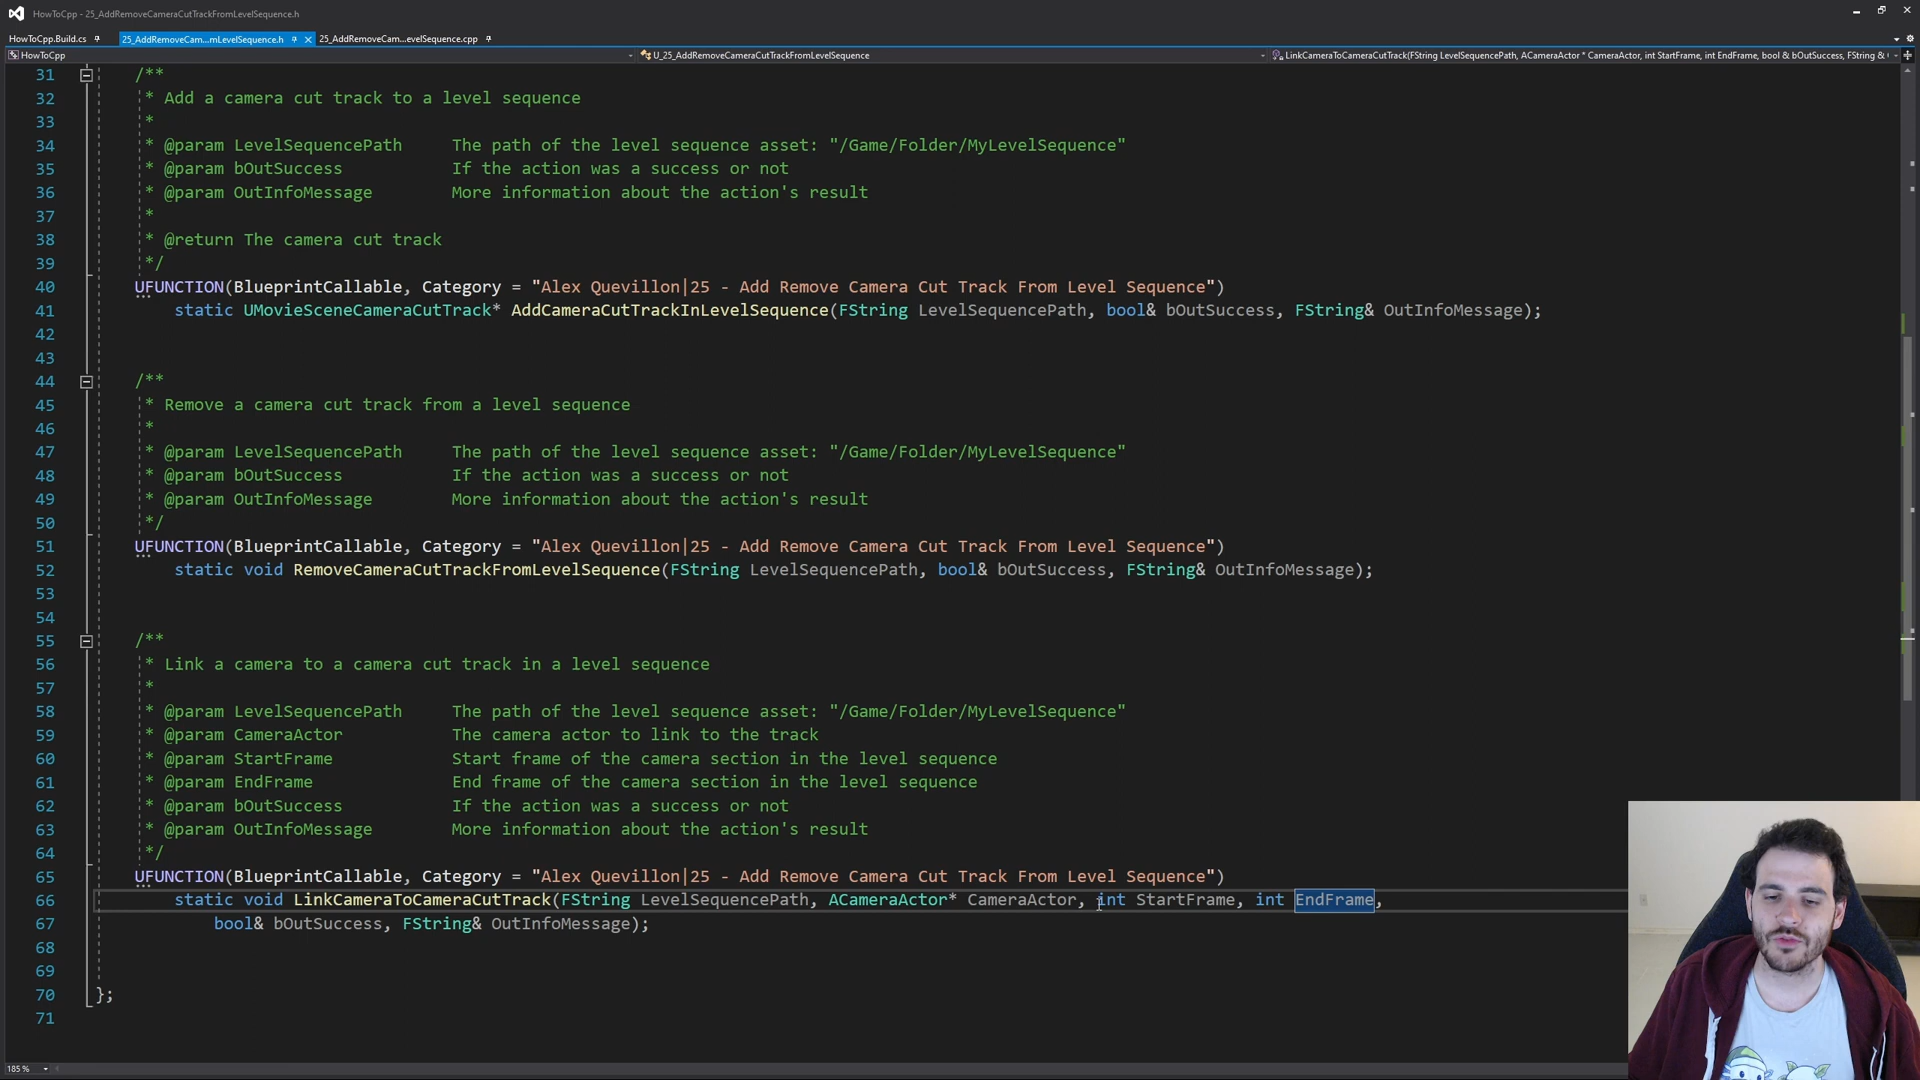 HowToCpp - 25_AddRemoveCameraCutTrackFromLevelSequence.h
HowToCpp.Build.cs
25_AddRemoveCam...mLevelSequence.h
25_AddRemoveCam...evelSequence.cpp
HowToCpp
U_25_AddRemoveCameraCutTrackFromLevelSequence
LinkCameraToCameraCutTrack(FString LevelSequencePath, ACameraActor * CameraActor, int StartFrame, int EndFrame, bool & bOutSuccess, FString &
31 /**
32 * Add a camera cut track to a level sequence
33 *
34 * @param LevelSequencePath The path of the level sequence asset: "/Game/Folder/MyLevelSequence"
35 * @param bOutSuccess If the action was a success or not
36 * @param OutInfoMessage More information about the action's result
37 *
38 * @return The camera cut track
39 */
40 UFUNCTION(BlueprintCallable, Category = "Alex Quevillon|25 - Add Remove Camera Cut Track From Level Sequence")
41 static UMovieSceneCameraCutTrack* AddCameraCutTrackInLevelSequence(FString LevelSequencePath, bool& bOutSuccess, FString& OutInfoMessage);
42
43
44 /**
45 * Remove a camera cut track from a level sequence
46 *
47 * @param LevelSequencePath The path of the level sequence asset: "/Game/Folder/MyLevelSequence"
48 * @param bOutSuccess If the action was a success or not
49 * @param OutInfoMessage More information about the action's result
50 */
51 UFUNCTION(BlueprintCallable, Category = "Alex Quevillon|25 - Add Remove Camera Cut Track From Level Sequence")
52 static void RemoveCameraCutTrackFromLevelSequence(FString LevelSequencePath, bool& bOutSuccess, FString& OutInfoMessage);
53
54
55 /**
56 * Link a camera to a camera cut track in a level sequence
57 *
58 * @param LevelSequencePath The path of the level sequence asset: "/Game/Folder/MyLevelSequence"
59 * @param CameraActor The camera actor to link to the track
60 * @param StartFrame Start frame of the camera section in the level sequence
61 * @param EndFrame End frame of the camera section in the level sequence
62 * @param bOutSuccess If the action was a success or not
63 * @param OutInfoMessage More information about the action's result
64 */
65 UFUNCTION(BlueprintCallable, Category = "Alex Quevillon|25 - Add Remove Camera Cut Track From Level Sequence")
66 static void LinkCameraToCameraCutTrack(FString LevelSequencePath, ACameraActor* CameraActor, int StartFrame, int EndFrame,
67 bool& bOutSuccess, FString& OutInfoMessage);
68
69
70 };
71
185 %